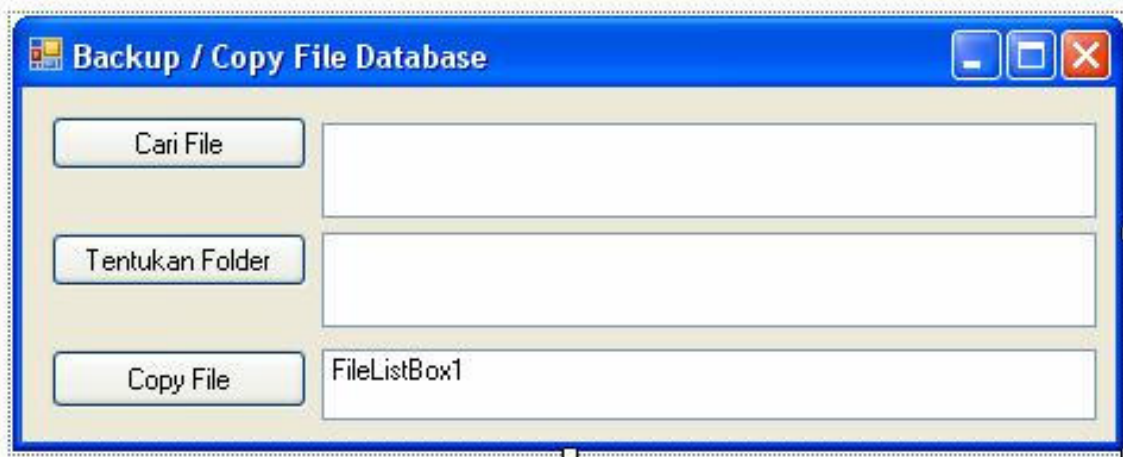 Backup / Copy File Database
Cari File
Tentukan Folder
Copy File
FileListBox1